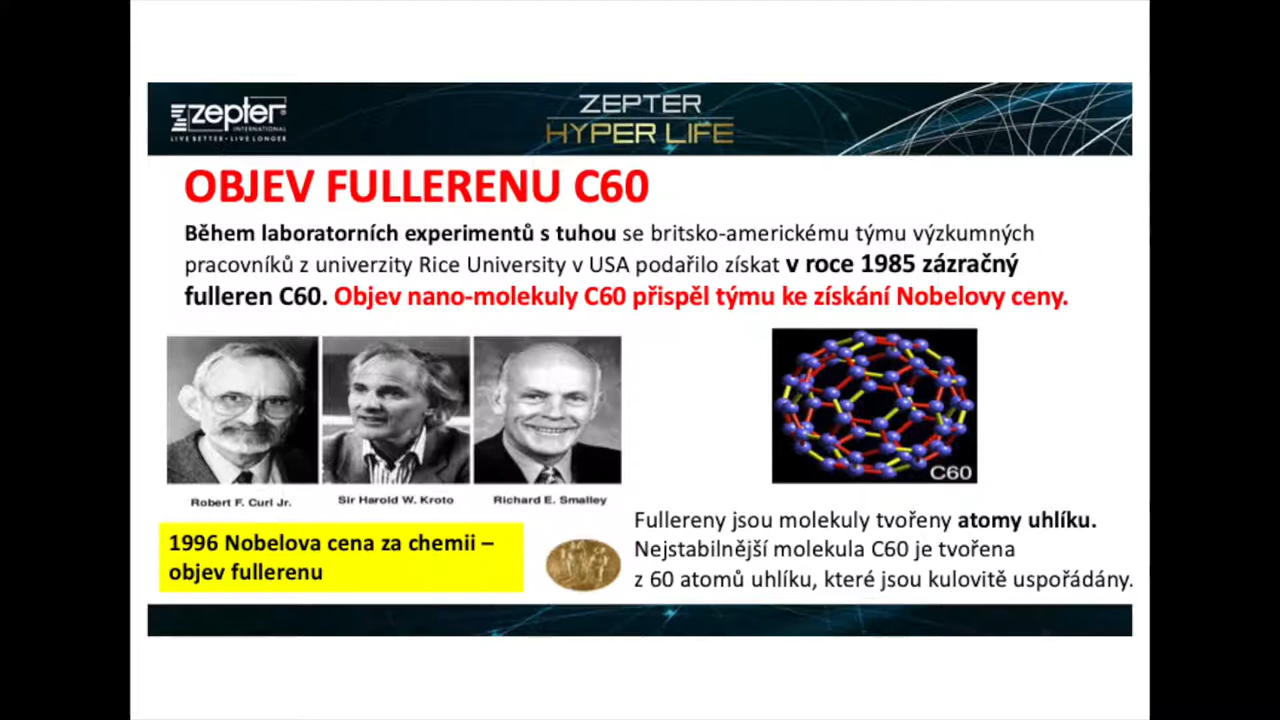 zepter®
INTERNATIONAL
LIVE BETTER • LIVE LONGER
ZEPTER
HYPER LIFE
OBJEV FULLERENU C60
Během laboratorních experimentů s tuhou se britsko-americkému týmu výzkumných
pracovníků z univerzity Rice University v USA podařilo získat v roce 1985 zázračný
fulleren C60. Objev nano-molekuly C60 přispěl týmu ke získání Nobelovy ceny.
C60
Robert F. Curl Jr.
Sir Harold W. Kroto
Richard E. Smalley
1996 Nobelova cena za chemii –
objev fullerenu
Fullereny jsou molekuly tvořeny atomy uhlíku.
Nejstabilnější molekula C60 je tvořena
z 60 atomů uhlíku, které jsou kulovitě uspořádány.